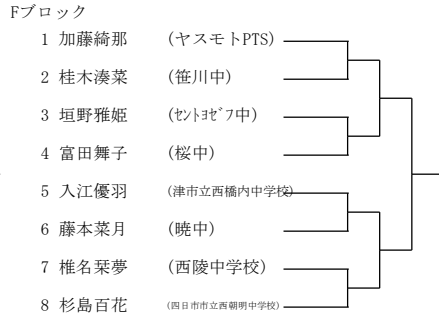 Fブロック
1 加藤綺那 (ヤスモトPTS)
2 桂木湊菜 (笹川中)
3 垣野雅姫 (ｾﾝﾄﾖｾﾞﾌ中)
4 富田舞子 (桜中)
5 入江優羽 (津市立西橋内中学校)
6 藤本菜月 (暁中)
7 椎名栞夢 (西陵中学校)
8 杉島百花 (四日市市立西朝明中学校)